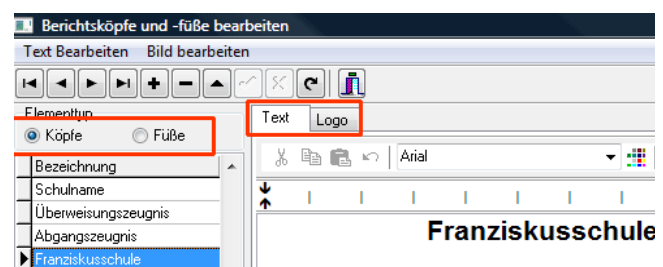 Berichtsköpfe und -füße bearbeiten
Text Bearbeiten Bild bearbeiten
Elementtyp
Text Logo
Köpfe Füße
Arial
Bezeichnung
Schulname
Überweisungszeugnis
Abgangszeugnis
Franziskusschule
Franziskusschule